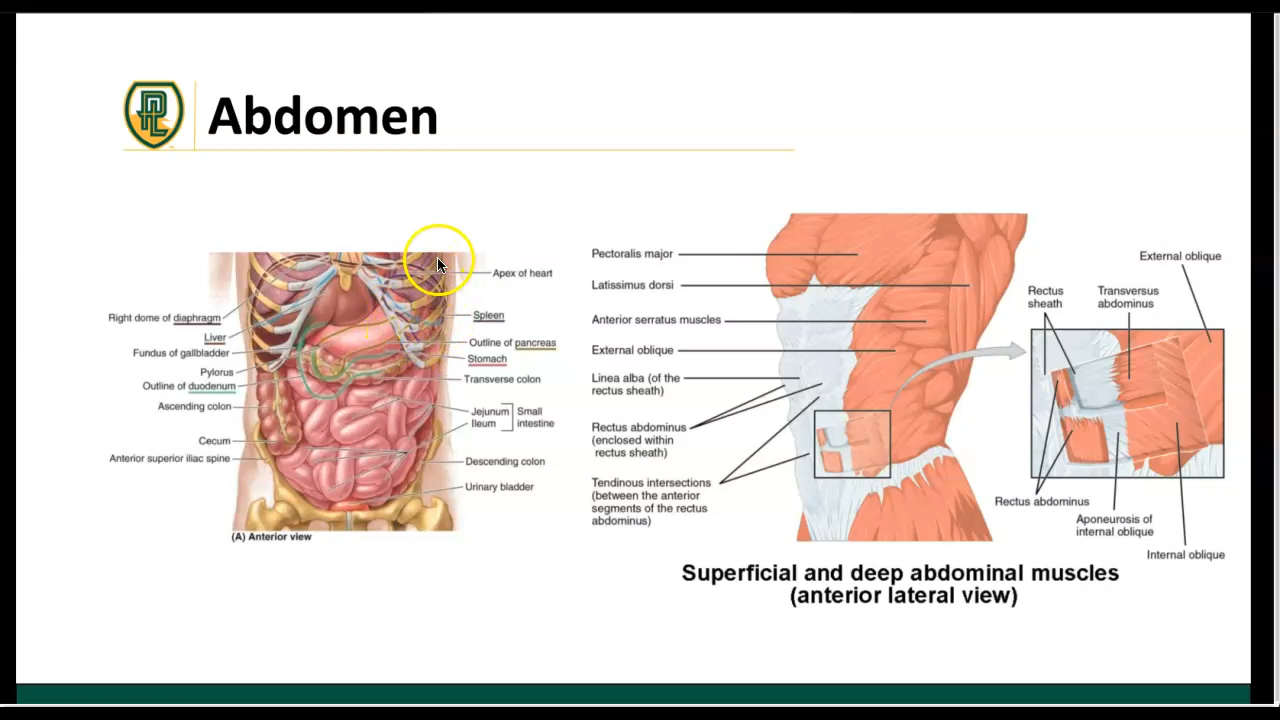 Abdomen
Apex of heart
Right dome of diaphragm
Spleen
Liver
Outline of pancreas
Fundus of gallbladder
Stomach
Pylorus
Transverse colon
Outline of duodenum
Ascending colon
Jejunum
Small
Ileum
intestine
Cecum
Anterior superior iliac spine
Descending colon
Urinary bladder
(A) Anterior view
Pectoralis major
Latissimus dorsi
Anterior serratus muscles
External oblique
Linea alba (of the
rectus sheath)
Rectus abdominus
(enclosed within
rectus sheath)
Tendinous intersections
(between the anterior
segments of the rectus
abdominus)
External oblique
Rectus
sheath
Transversus
abdominus
Rectus abdominus
Aponeurosis of
internal oblique
Internal oblique
Superficial and deep abdominal muscles
(anterior lateral view)